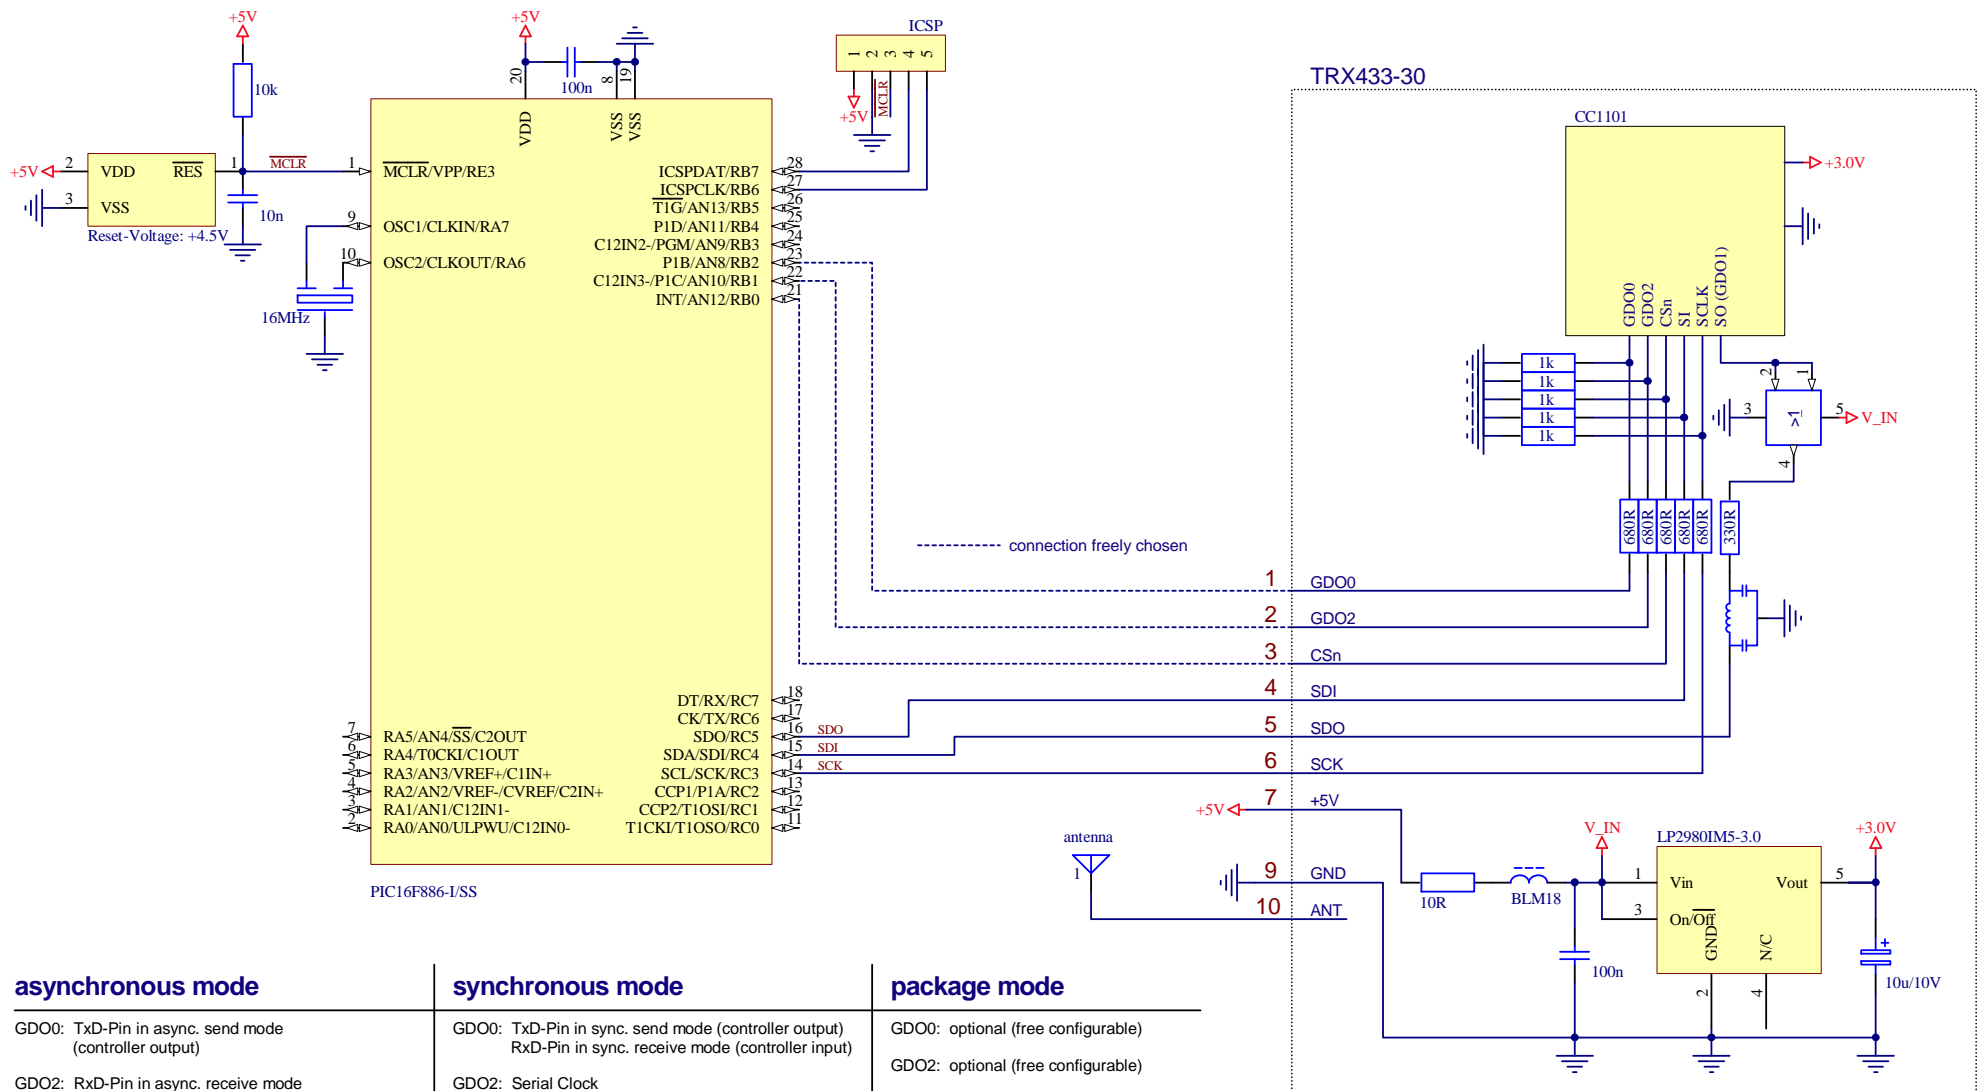 +5V
10k
+5V
2
VDD
RES
1
MCLR
3
VSS
10n
Reset-Voltage: +4.5V
+5V
20
100n
8
19
VDD
VSS
VSS
ICSP
1
2
3
4
5
+5V
MCLR
1
MCLR/VPP/RE3
9
OSC1/CLKIN/RA7
10
OSC2/CLKOUT/RA6
16MHz
ICSPDAT/RB7
28
ICSPCLK/RB6
27
T1G/AN13/RB5
26
P1D/AN11/RB4
25
C12IN2-/PGM/AN9/RB3
24
P1B/AN8/RB2
23
C12IN3-/P1C/AN10/RB1
22
INT/AN12/RB0
21
DT/RX/RC7
18
CK/TX/RC6
17
SDO/RC5
16
SDO
SDA/SDI/RC4
15
SDI
SCL/SCK/RC3
14
SCK
CCP1/P1A/RC2
13
CCP2/T1OSI/RC1
12
T1CKI/T1OSO/RC0
11
7
RA5/AN4/SS/C2OUT
6
RA4/T0CKI/C1OUT
5
RA3/AN3/VREF+/C1IN+
4
RA2/AN2/VREF-/CVREF/C2IN+
3
RA1/AN1/C12IN1-
2
RA0/AN0/ULPWU/C12IN0-
PIC16F886-I/SS
connection freely chosen
antenna
1
TRX433-30
CC1101
+3.0V
GDO0
GDO2
CSn
SI
SCLK
SO (GDO1)
1k
1k
1k
1k
1k
2
1
3
>1
5
V_IN
4
680R
680R
680R
680R
680R
330R
1
GDO0
2
GDO2
3
CSn
4
SDI
5
SDO
6
SCK
+5V
7
+5V
9
GND
10
ANT
10R
BLM18
V_IN
LP2980IM5-3.0
+3.0V
1
Vin
Vout
5
3
On/Off
GND
N/C
2
4
100n
+
10u/10V
asynchronous mode
GDO0: TxD-Pin in async. send mode
(controller output)
GDO2: RxD-Pin in async. receive mode
synchronous mode
GDO0: TxD-Pin in sync. send mode (controller output)
RxD-Pin in sync. receive mode (controller input)
GDO2: Serial Clock
package mode
GDO0: optional (free configurable)
GDO2: optional (free configurable)